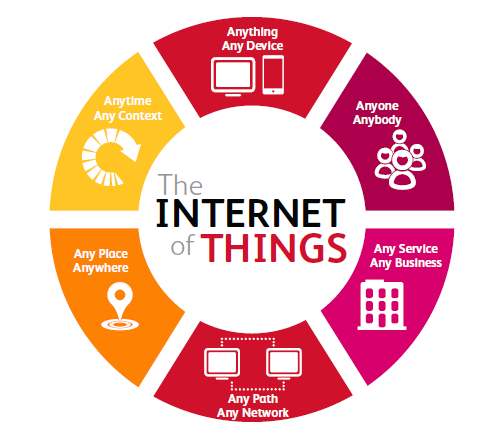 Anything
Any Device
Anyone
Anybody
Any Service
Any Business
Any Path
Any Network
Any Place
Anywhere
Anytime
Any Context
The
INTERNET
of THINGS